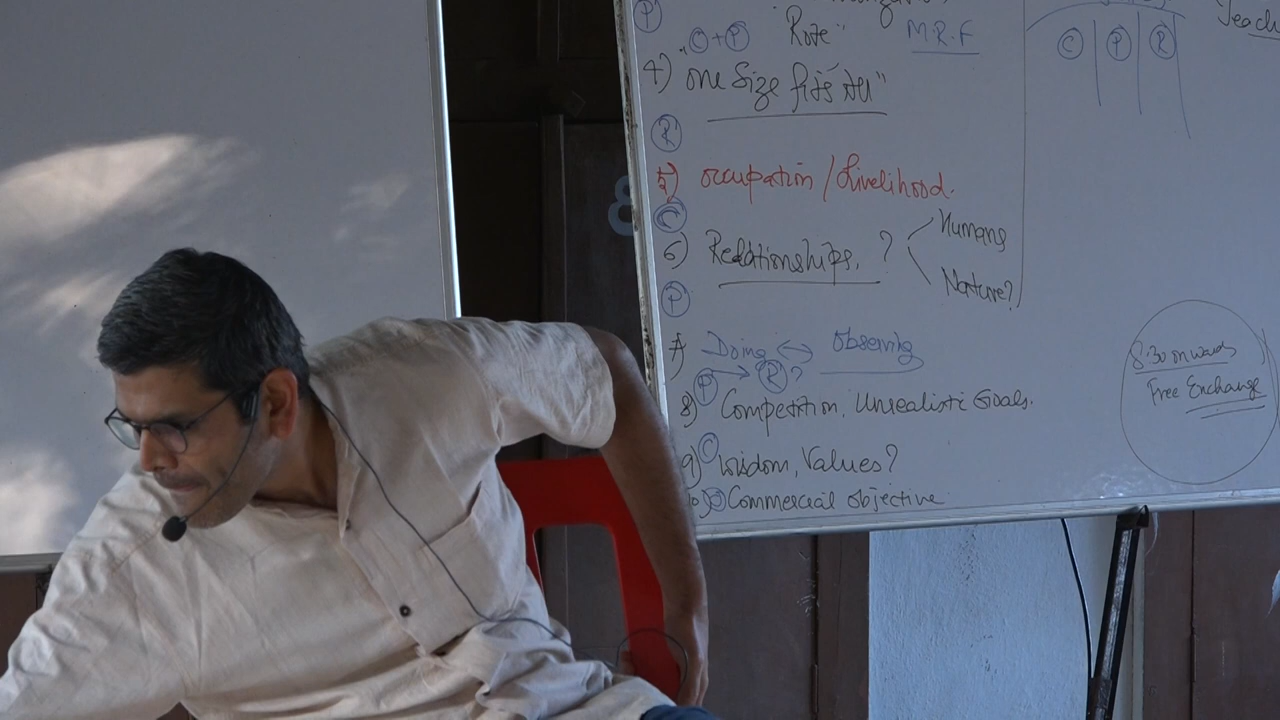 P
Rote"
M.R.F
"C+P
4) "one Size fits all"
R
5) Occupation / Livelihood.
C
6) Relationships, ? Humans
Nature?
P
7) Doing ↔ Observing
P → R ?
8) Competition, Unrealistic Goals.
C
9) Wisdom, Values?
10) C Commercial objective
C P R
8:30 onwards
Free Exchange